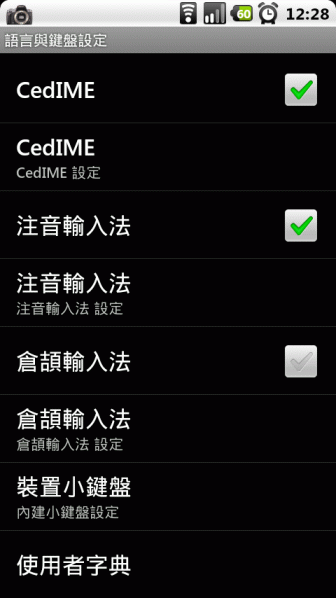 60
12:28
語言與鍵盤設定
CedIME
CedIME
CedIME 設定
注音輸入法
注音輸入法
注音輸入法 設定
倉頡輸入法
倉頡輸入法
倉頡輸入法 設定
裝置小鍵盤
內建小鍵盤設定
使用者字典